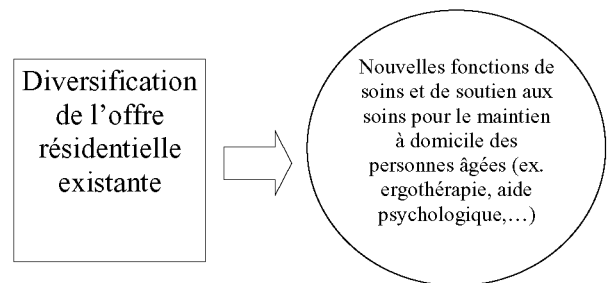 Diversification
de l'offre
résidentielle
existante
Nouvelles fonctions de
soins et de soutien aux
soins pour le maintien
à domicile des
personnes âgées (ex.
ergothérapie, aide
psychologique,…)